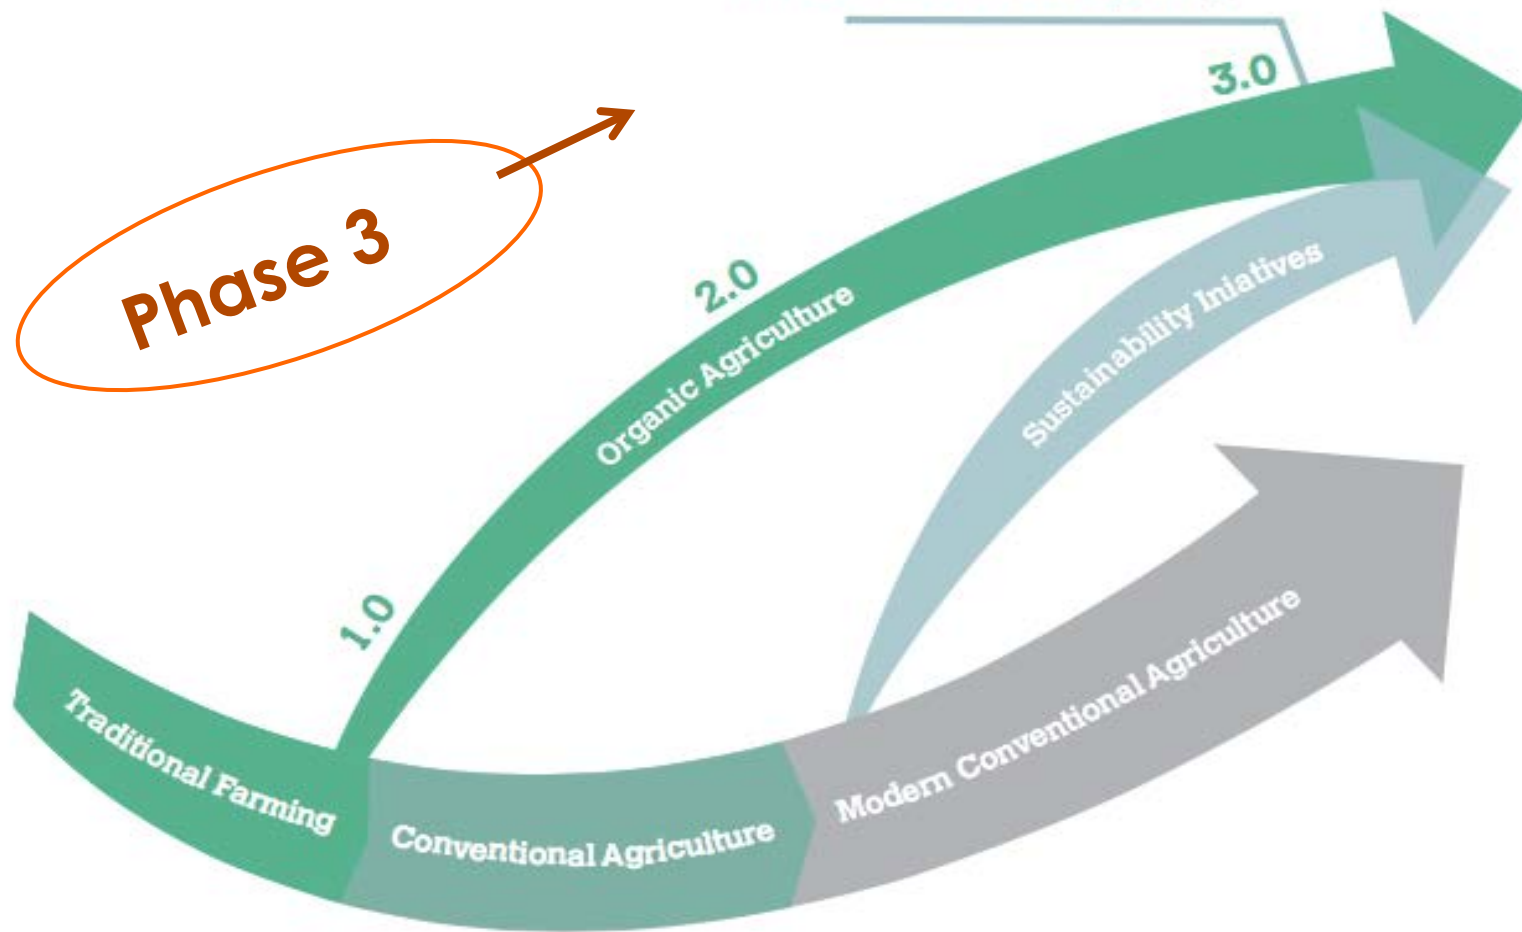 3.0
Phase 3
2.0
Organic Agriculture
Sustainability Iniatives
1.0
Traditional Farming
Conventional Agriculture
Modern Conventional Agriculture